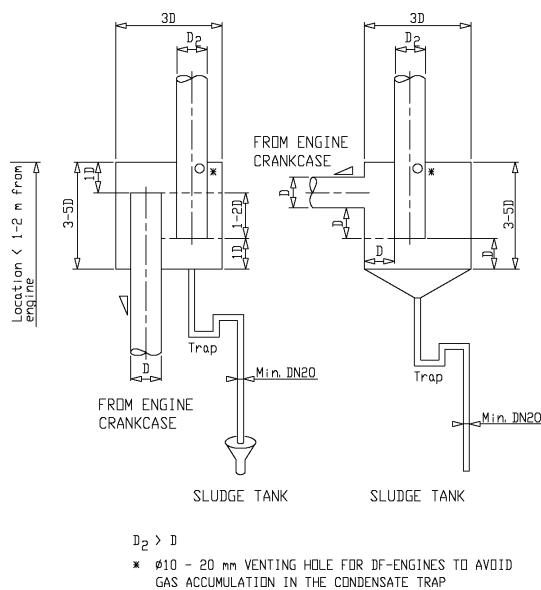 3D
D2
FROM ENGINE
CRANKCASE
1D
*
3-5D
1-2D
1D
Location < 1-2 m from
engine
D
Trap
Min. DN20
FROM ENGINE
CRANKCASE
SLUDGE TANK
3D
D2
*
D
D
D
3-5D
D
Trap
Min. DN20
SLUDGE TANK
D2 > D
* Ø10 - 20 mm VENTING HOLE FOR DF-ENGINES TO AVOID
GAS ACCUMULATION IN THE CONDENSATE TRAP